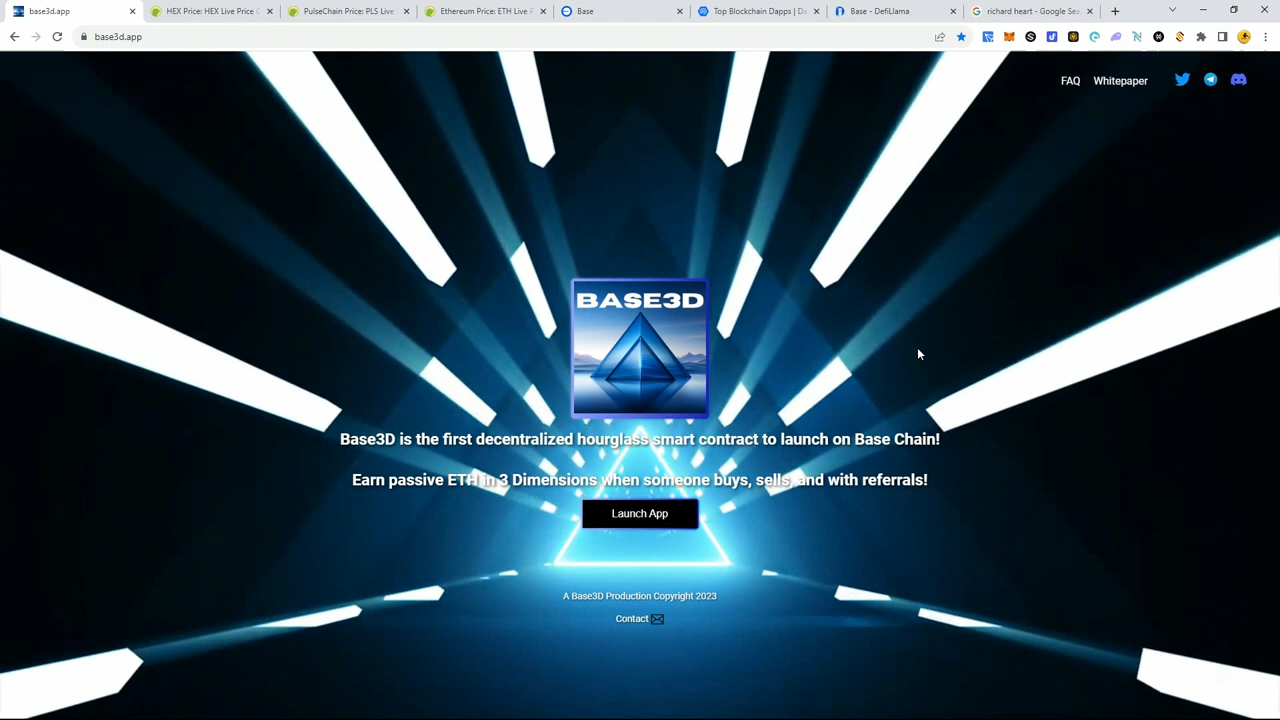 base3d.app
HEX Price: HEX Live Price C
PulseChain Price: PLS Live
Ethereum Price: ETH Live P
Base
Top Blockchain Dapps | Da
Base - DefiLlama
richard heart - Google Sea
base3d.app
FAQ Whitepaper
BASE3D
Base3D is the first decentralized hourglass smart contract to launch on Base Chain!
Earn passive ETH in 3 Dimensions when someone buys, sells, and with referrals!
Launch App
A Base3D Production Copyright 2023
Contact